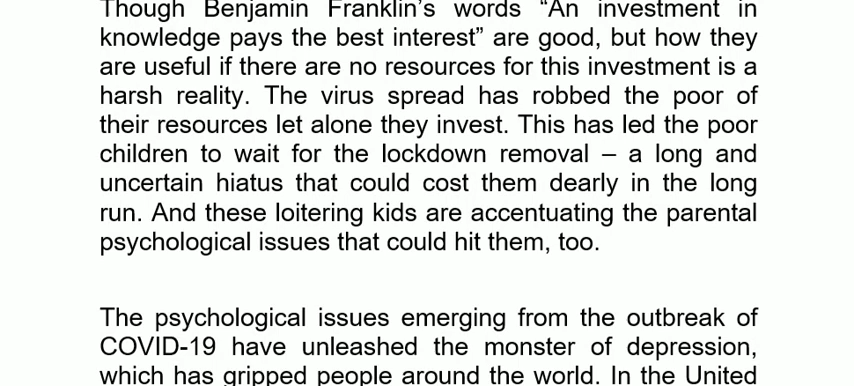 Though Benjamin Franklin’s words “An investment in
knowledge pays the best interest” are good, but how they
are useful if there are no resources for this investment is a
harsh reality. The virus spread has robbed the poor of
their resources let alone they invest. This has led the poor
children to wait for the lockdown removal – a long and
uncertain hiatus that could cost them dearly in the long
run. And these loitering kids are accentuating the parental
psychological issues that could hit them, too.
The psychological issues emerging from the outbreak of
COVID-19 have unleashed the monster of depression,
which has gripped people around the world. In the United